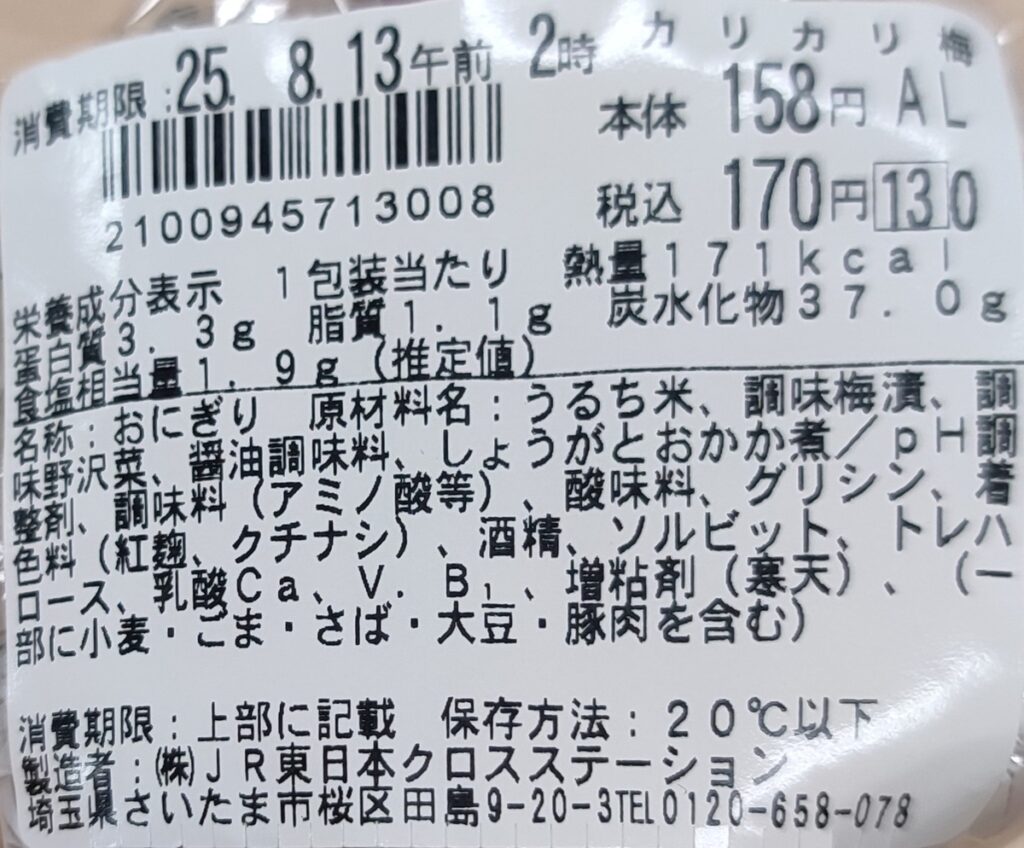 カリカリ梅
消費期限:25. 8. 13午前 2時
本体 158円 AL
税込 170円 130
2100945713008
栄養成分表示 1包装当たり 熱量171kcal
蛋白質3.3g 脂質1.1g 炭水化物37.0g
食塩相当量1.9g(推定値)
名称:おにぎり 原材料名:うるち米、調味梅漬、調
味野沢菜、醤油調味料、しょうがとおかか煮/pH調
整剤、調味料(アミノ酸等)、酸味料、グリシン、着
色料(紅麹、クチナシ)、酒精、ソルビット、トレハ
ロース、乳酸Ca、V.B₁、増粘剤(寒天)、(一
部に小麦・ごま・さば・大豆・豚肉を含む)
消費期限:上部に記載 保存方法:20℃以下
製造者:(株)JR東日本クロスステーション
埼玉県さいたま市桜区田島9-20-3TEL0120-658-078